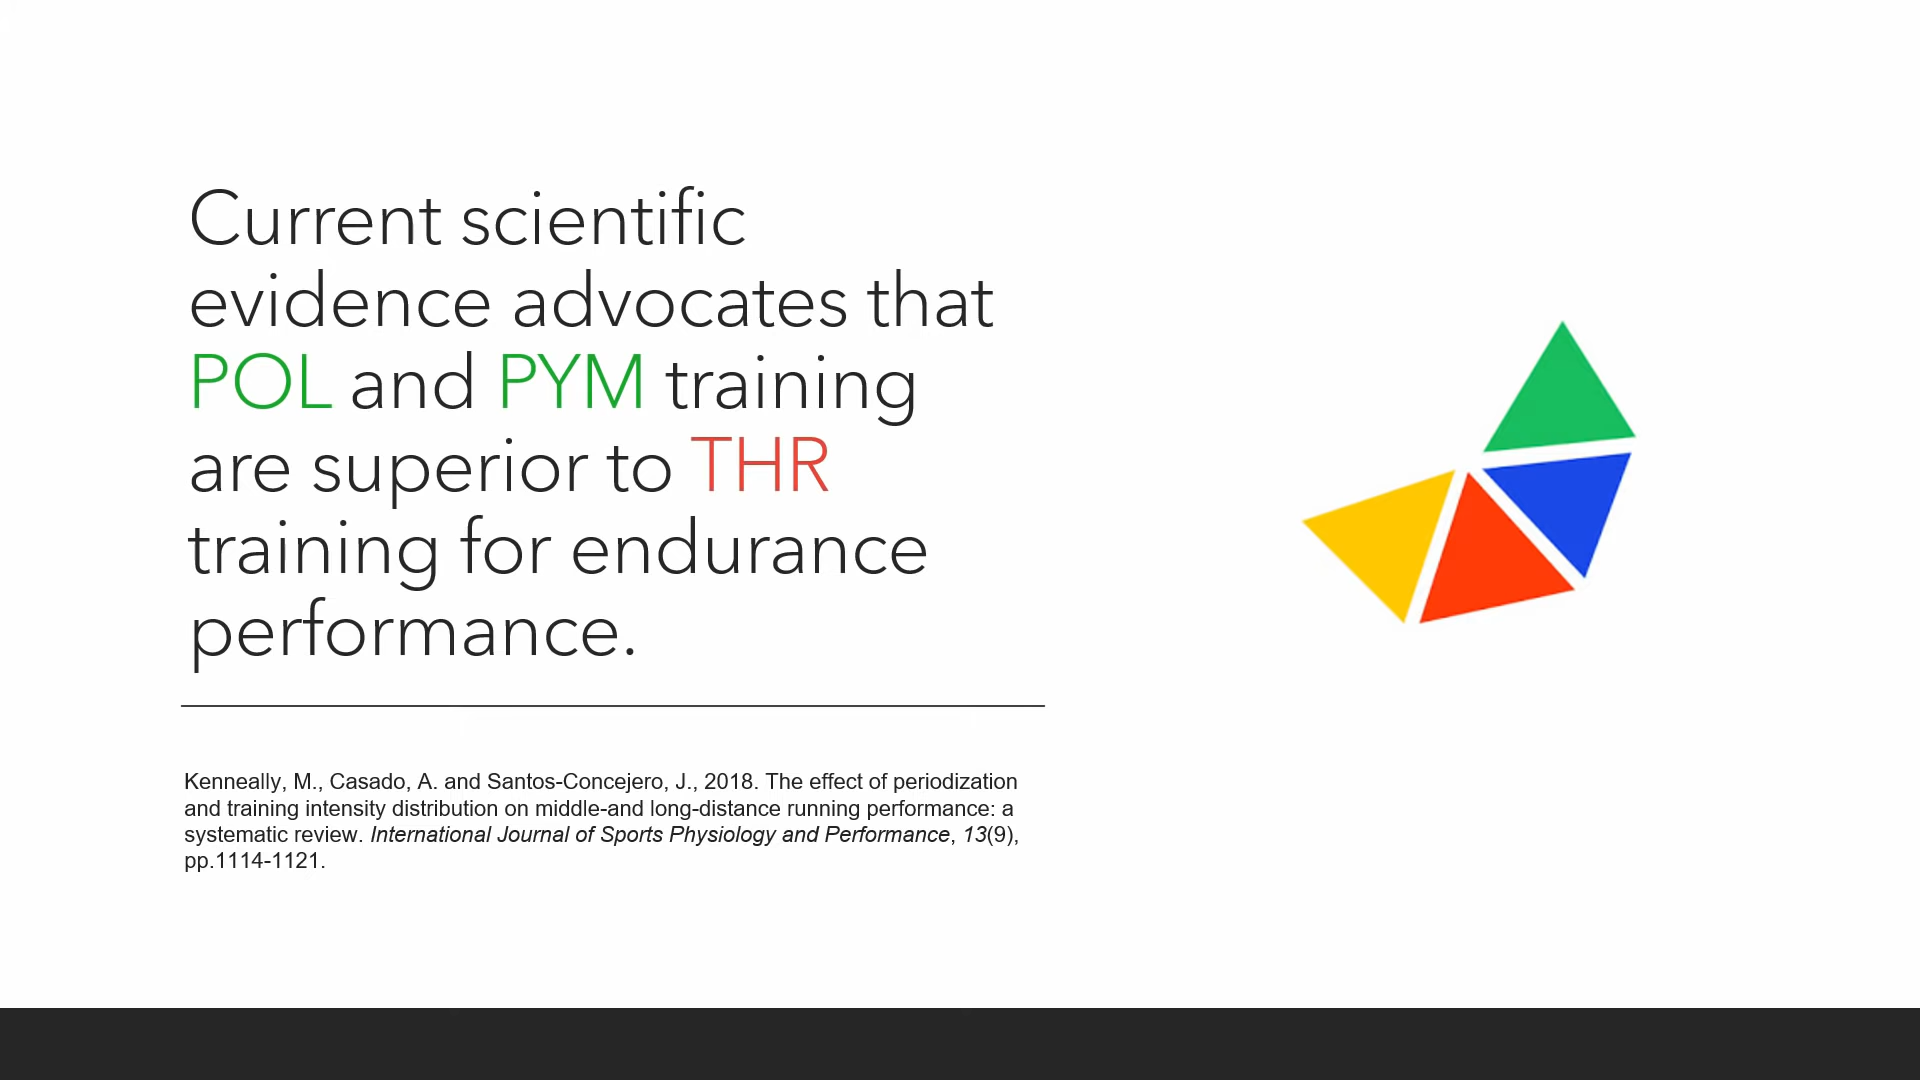 Current scientific
evidence advocates that
POL and PYM training
are superior to THR
training for endurance
performance.
Kenneally, M., Casado, A. and Santos-Concejero, J., 2018. The effect of periodization
and training intensity distribution on middle-and long-distance running performance: a
systematic review. International Journal of Sports Physiology and Performance, 13(9),
pp.1114-1121.